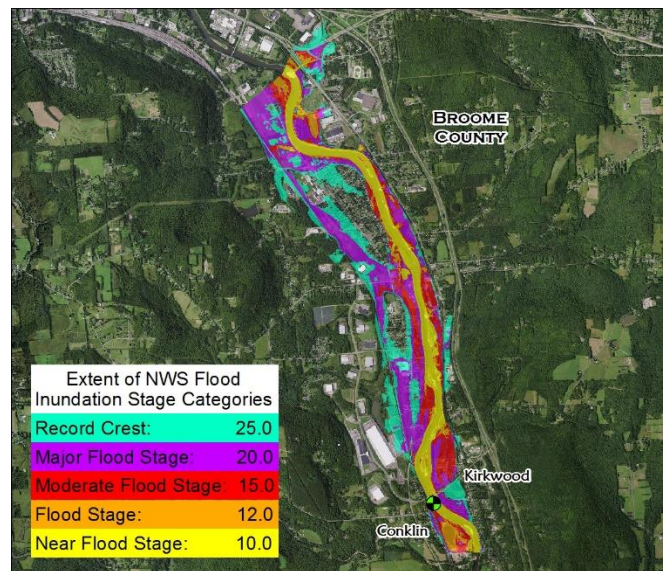 BROOME
COUNTY
Extent of NWS Flood
Inundation Stage Categories
Record Crest: 25.0
Major Flood Stage: 20.0
Moderate Flood Stage: 15.0
Flood Stage: 12.0
Near Flood Stage: 10.0
Kirkwood
Conklin